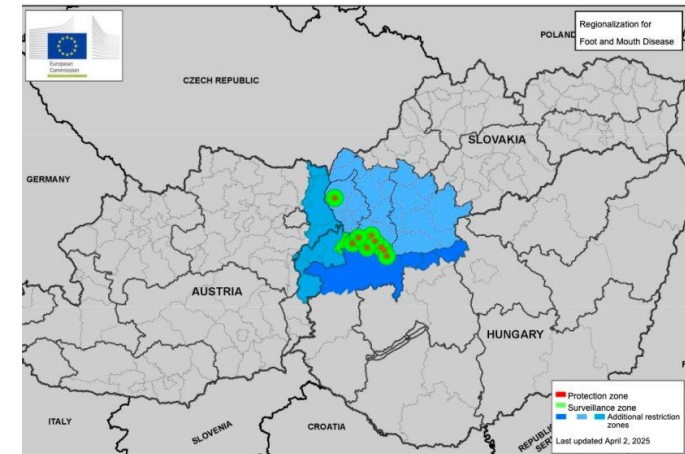 Regionalization for
Foot and Mouth Disease
European
Commission
POLAND
CZECH REPUBLIC
SLOVAKIA
GERMANY
AUSTRIA
HUNGARY
ITALY
SLOVENIA
CROATIA
Protection zone
Surveillance zone
Additional restriction
zones
Last updated April 2, 2025